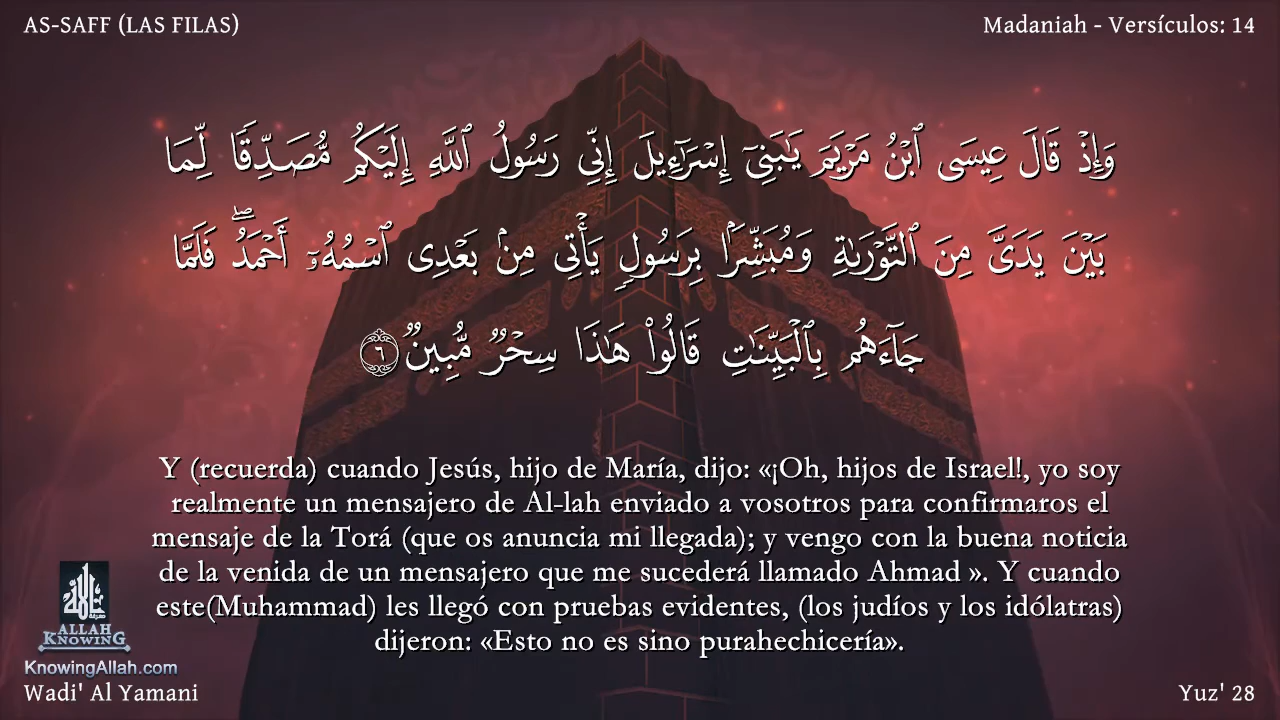 AS-SAFF (LAS FILAS)
Madaniah - Versículos: 14
وَإِذْ قَالَ عِيسَى ٱبْنُ مَرْيَمَ يَـٰبَنِىٓ إِسْرَٰٓءِيلَ إِنِّى رَسُولُ ٱللَّهِ إِلَيْكُم مُّصَدِّقًا لِّمَا
بَيْنَ يَدَىَّ مِنَ ٱلتَّوْرَىٰةِ وَمُبَشِّرًۢا بِرَسُولٍ يَأْتِى مِنۢ بَعْدِى ٱسْمُهُۥٓ أَحْمَدُ ۖ فَلَمَّا
جَآءَهُم بِٱلْبَيِّنَـٰتِ قَالُوا۟ هَـٰذَا سِحْرٌ مُّبِينٌ ٦
Y (recuerda) cuando Jesús, hijo de María, dijo: «¡Oh, hijos de Israel!, yo soy
realmente un mensajero de Al-lah enviado a vosotros para confirmaros el
mensaje de la Torá (que os anuncia mi llegada); y vengo con la buena noticia
de la venida de un mensajero que me sucederá llamado Ahmad ». Y cuando
este(Muhammad) les llegó con pruebas evidentes, (los judíos y los idólatras)
dijeron: «Esto no es sino purahechicería».
ALLAH
KNOWING
KnowingAllah.com
Wadi' Al Yamani
Yuz' 28